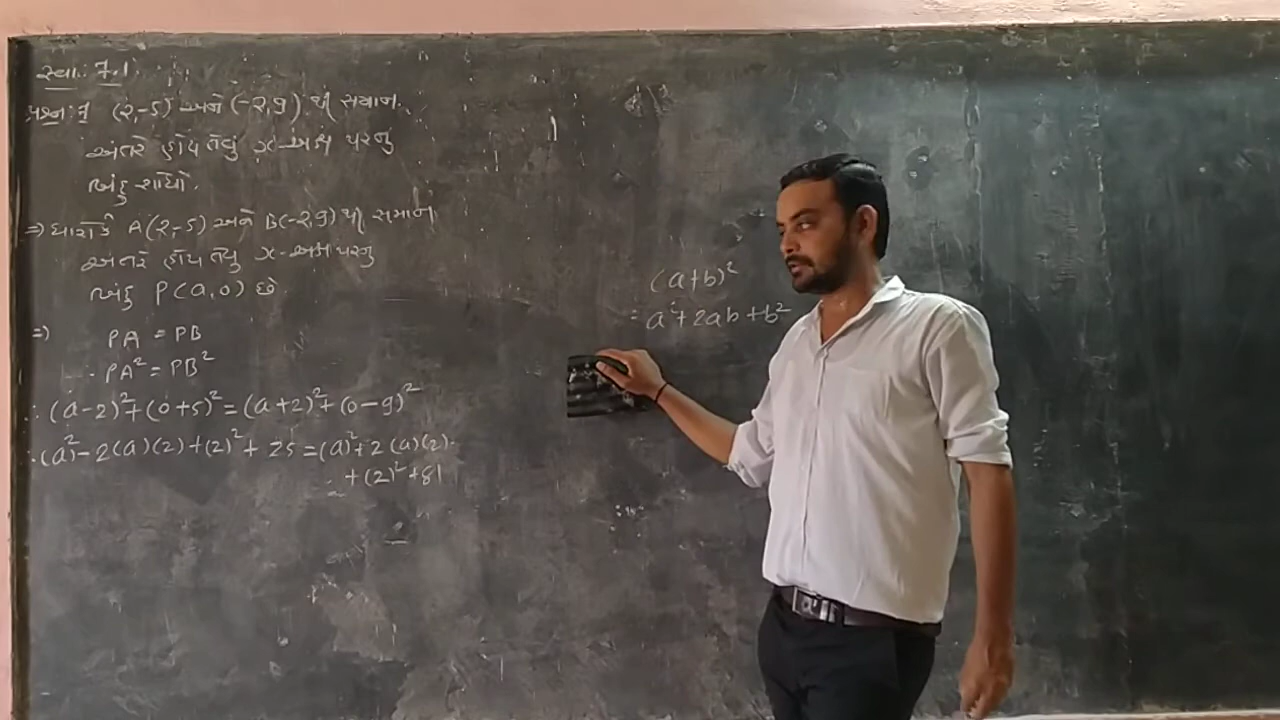 સ્વા. 7.1
પ્રશ્ન: 7 (2,-5) અને (-2,9) થી સમાન
અંતરે હોય તેવું x-અક્ષ પરનું
બિંદુ શોધો.
⇒ ધારોકે A(2,-5) અને B(-2,9) થી સમાન
અંતરે હોય તેવું x-અક્ષ પરનું
બિંદુ P(a,0) છે.
⇒) PA = PB
∴ PA² = PB²
∴ (a-2)²+(0+5)² = (a+2)²+(0-9)²
∴ (a)²-2(a)(2)+(2)²+25 = (a)²+2(a)(2)
+(2)²+81
(a+b)²
= a²+2ab+b²